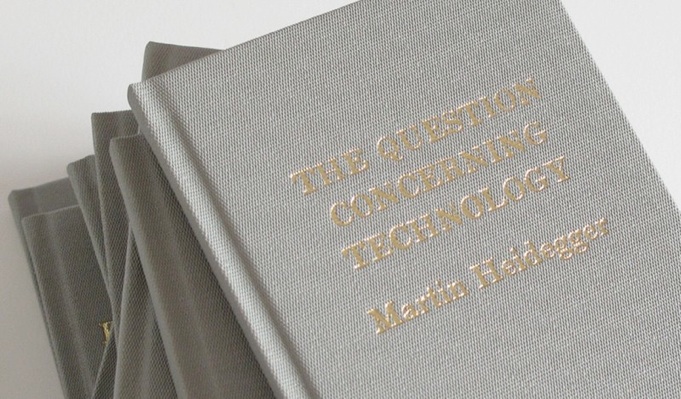 THE QUESTION
CONCERNING
TECHNOLOGY
Martin Heidegger